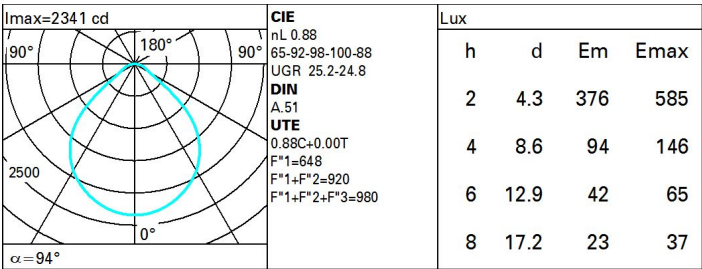 Imax=2341 cd
90°
180°
90°
2500
0°
α=94°
CIE
nL 0.88
65-92-98-100-88
UGR 25.2-24.8
DIN
A.51
UTE
0.88C+0.00T
F"1=648
F"1+F"2=920
F"1+F"2+F"3=980
Lux
h d Em Emax
2 4.3 376 585
4 8.6 94 146
6 12.9 42 65
8 17.2 23 37